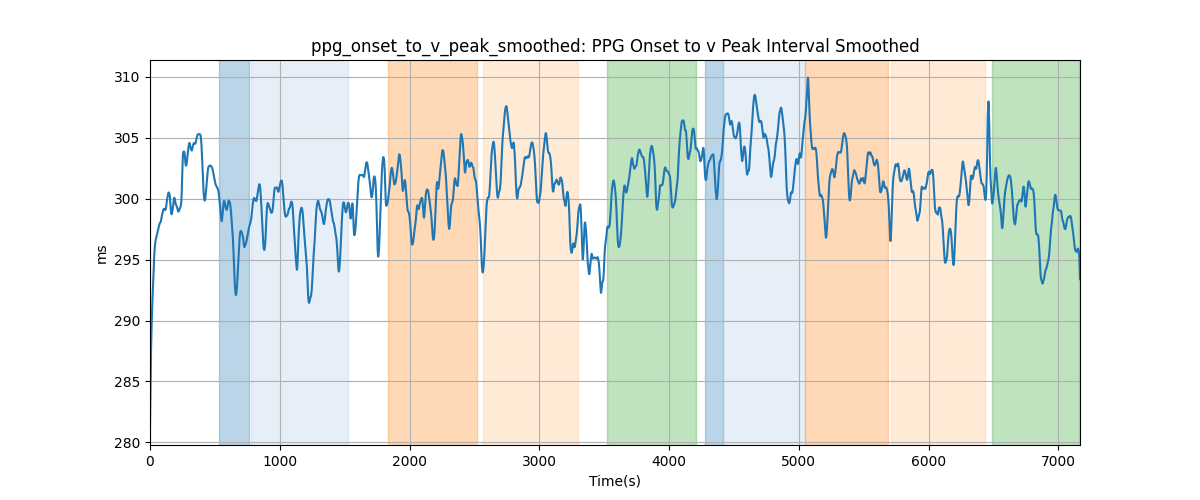 ppg_onset_to_v_peak_smoothed: PPG Onset to v Peak Interval Smoothed
310
305
300
295
290
285
280
ms
0 1000 2000 3000 4000 5000 6000 7000
Time(s)